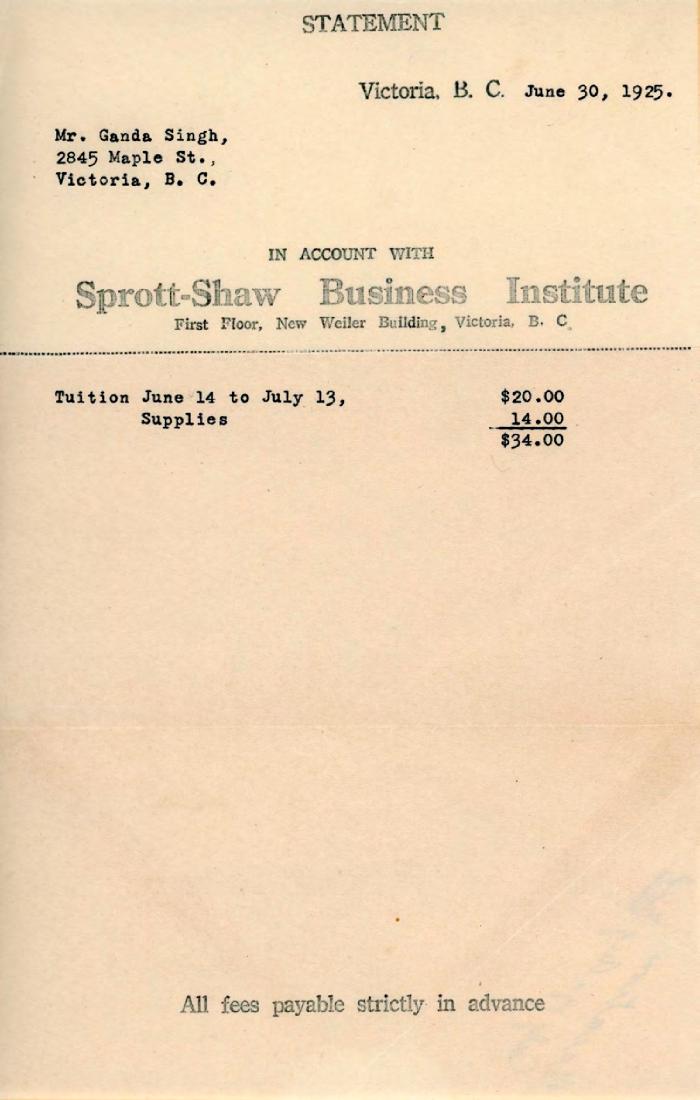 STATEMENT
Victoria, B. C. June 30, 1925.
Mr. Ganda Singh,
2845 Maple St.,
Victoria, B. C.
IN ACCOUNT WITH
Sprott-Shaw Business Institute
First Floor, New Weiler Building, Victoria, B. C.
Tuition June 14 to July 13, $20.00
Supplies 14.00
$34.00
All fees payable strictly in advance